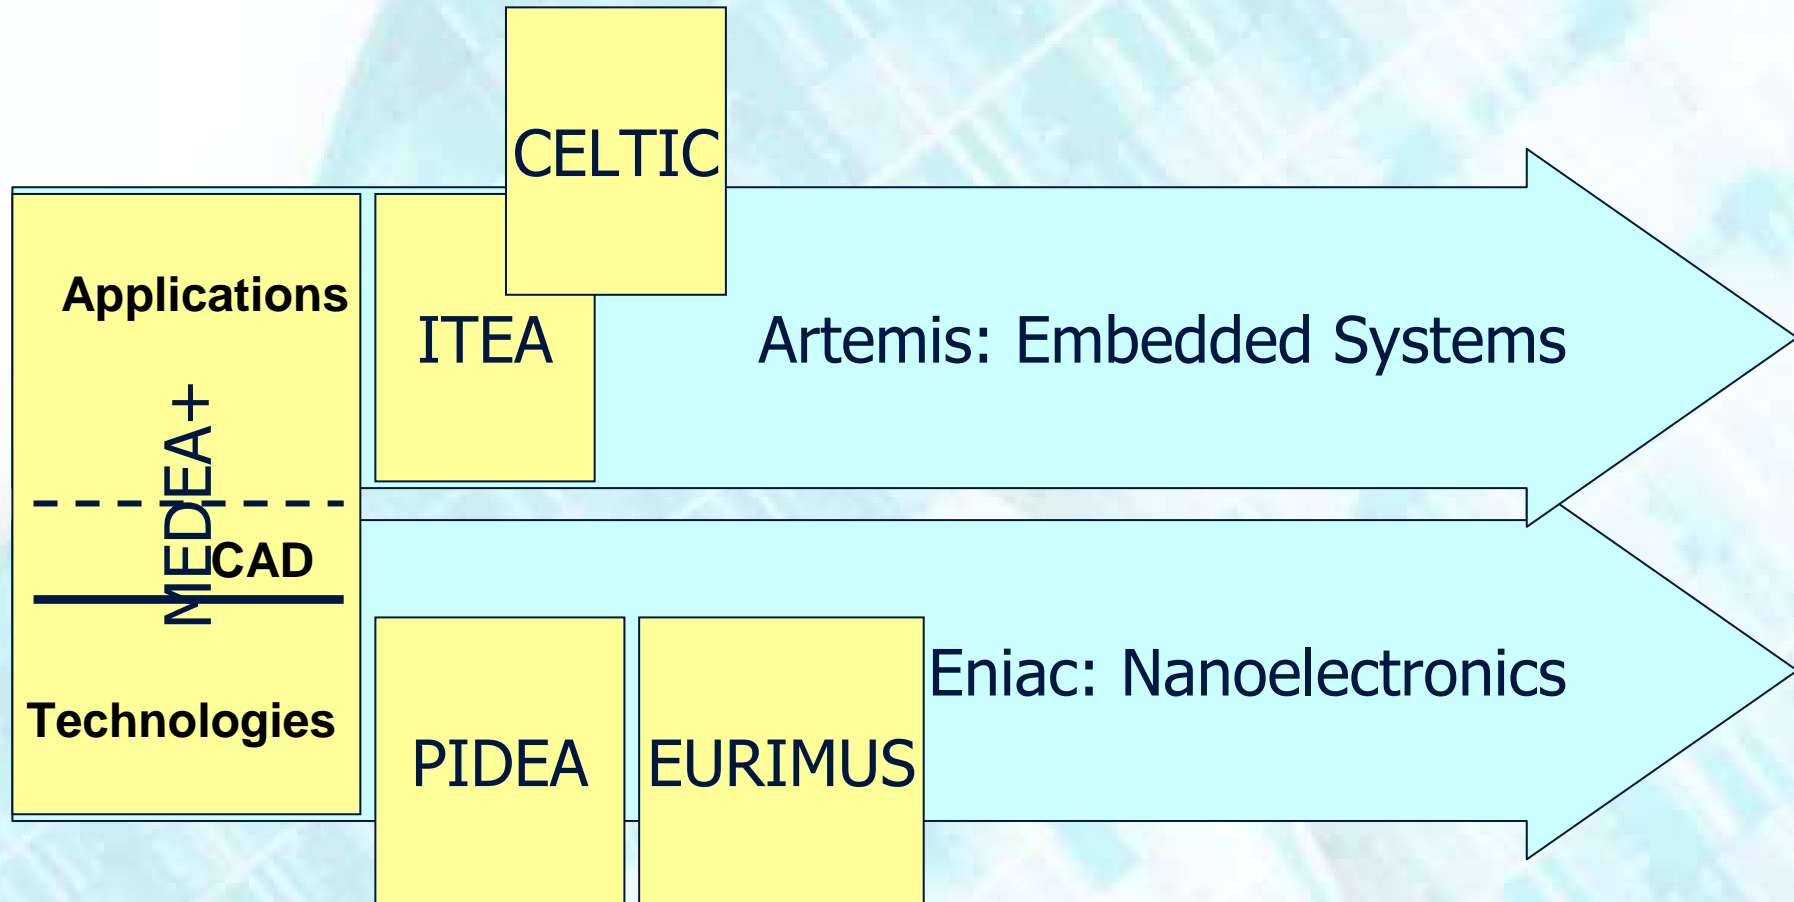 CELTIC
Applications
ITEA
Artemis: Embedded Systems
MEDEA+
CAD
Technologies
PIDEA
EURIMUS
Eniac: Nanoelectronics